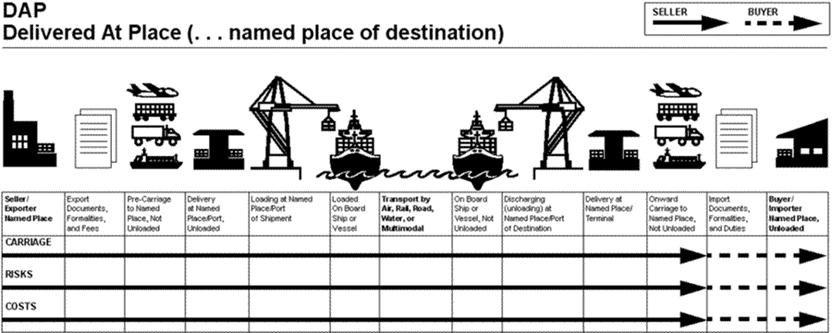 DAP
Delivered At Place (. . . named place of destination)
SELLER
BUYER
Seller/
Exporter
Named Place
Export
Documents,
Formalities,
and Fees
Pre-Carriage
to Named
Place, Not
Unloaded
Delivery
at Named
Place/Port,
Unloaded
Loading at Named
Place/Port
of Shipment
Loaded
On Board
Ship or
Vessel
Transport by
Air, Rail, Road,
Water, or
Multimodal
On Board
Ship or
Vessel, Not
Unloaded
Discharging
(unloading) at
Named Place/Port
of Destination
Delivery at
Named Place/
Terminal
Onward
Carriage to
Named Place,
Not Unloaded
Import
Documents,
Formalities,
and Duties
Buyer/
Importer
Named Place,
Unloaded
CARRIAGE
RISKS
COSTS